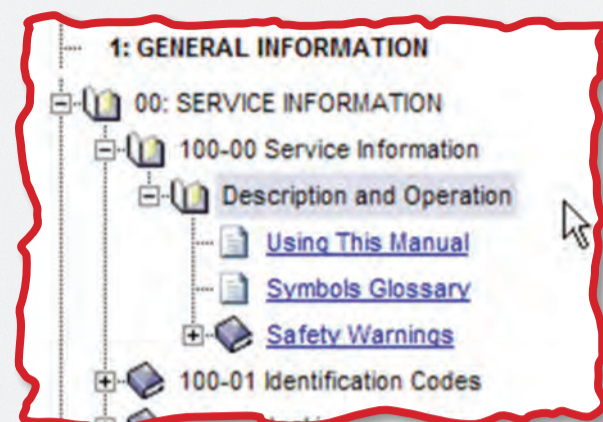 1: GENERAL INFORMATION
00: SERVICE INFORMATION
100-00 Service Information
Description and Operation
Using This Manual
Symbols Glossary
Safety Warnings
100-01 Identification Codes